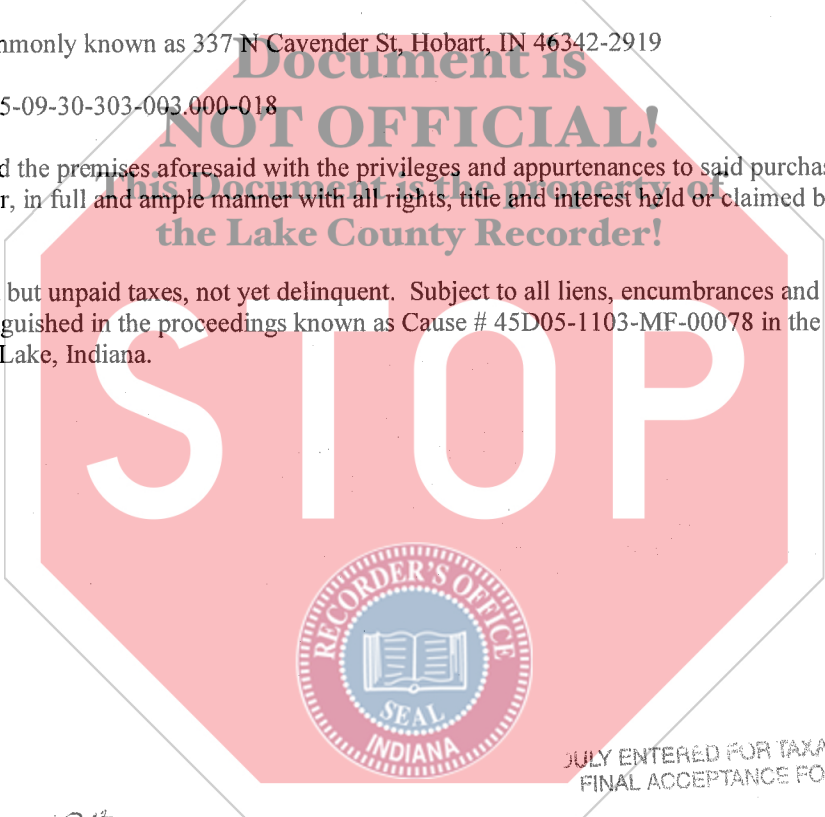 mmonly known as 337 N Cavender St, Hobart, IN 46342-2919
Document is
5-09-30-303-003.000-018
NOT OFFICIAL!
d the premises aforesaid with the privileges and appurtenances to said purchas
This Document is the property of
r, in full and ample manner with all rights, title and interest held or claimed b
the Lake County Recorder!
but unpaid taxes, not yet delinquent. Subject to all liens, encumbrances and
guished in the proceedings known as Cause # 45D05-1103-MF-00078 in the
Lake, Indiana.
STOP
RECORDER'S OFFICE
SEAL
INDIANA
DULY ENTERED FOR TAXA
FINAL ACCEPTANCE FO